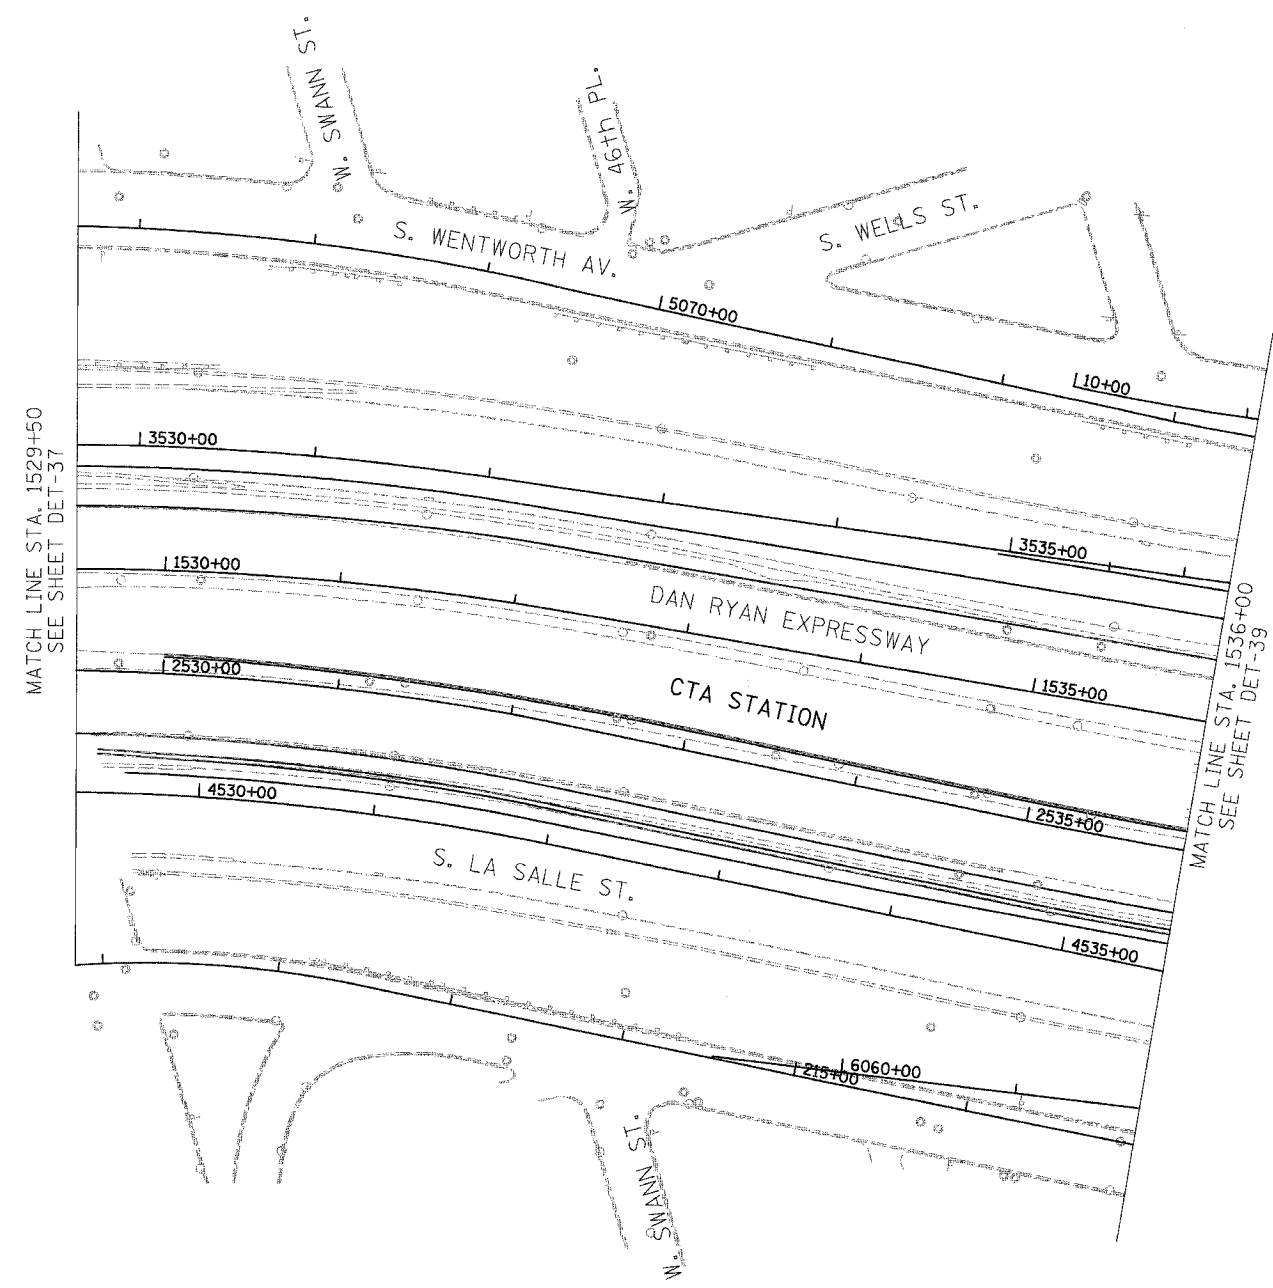 W. SWANN ST.
W. 46th PL.
S. WELLS ST.
S. WENTWORTH AV.
5070+00
10+00
3530+00
3535+00
MATCH LINE STA. 1529+50
SEE SHEET DET-37
1530+00
DAN RYAN EXPRESSWAY
1535+00
MATCH LINE STA. 1536+00
SEE SHEET DET-39
2530+00
CTA STATION
2535+00
4530+00
S. LA SALLE ST.
4535+00
6060+00
215+00
W. SWANN ST.